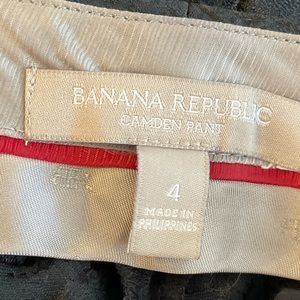 BANANA REPUBLIC
CAMDEN PANT
4
MADE IN
PHILIPPINES